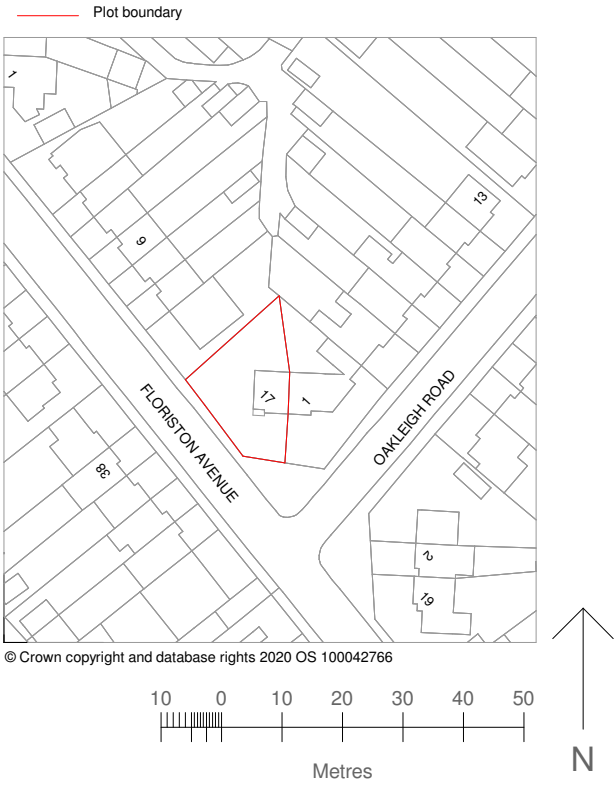 Plot boundary
1
13
9
17
1
FLORISTON AVENUE
OAKLEIGH ROAD
38
2
19
© Crown copyright and database rights 2020 OS 100042766
10 0 10 20 30 40 50
Metres
N